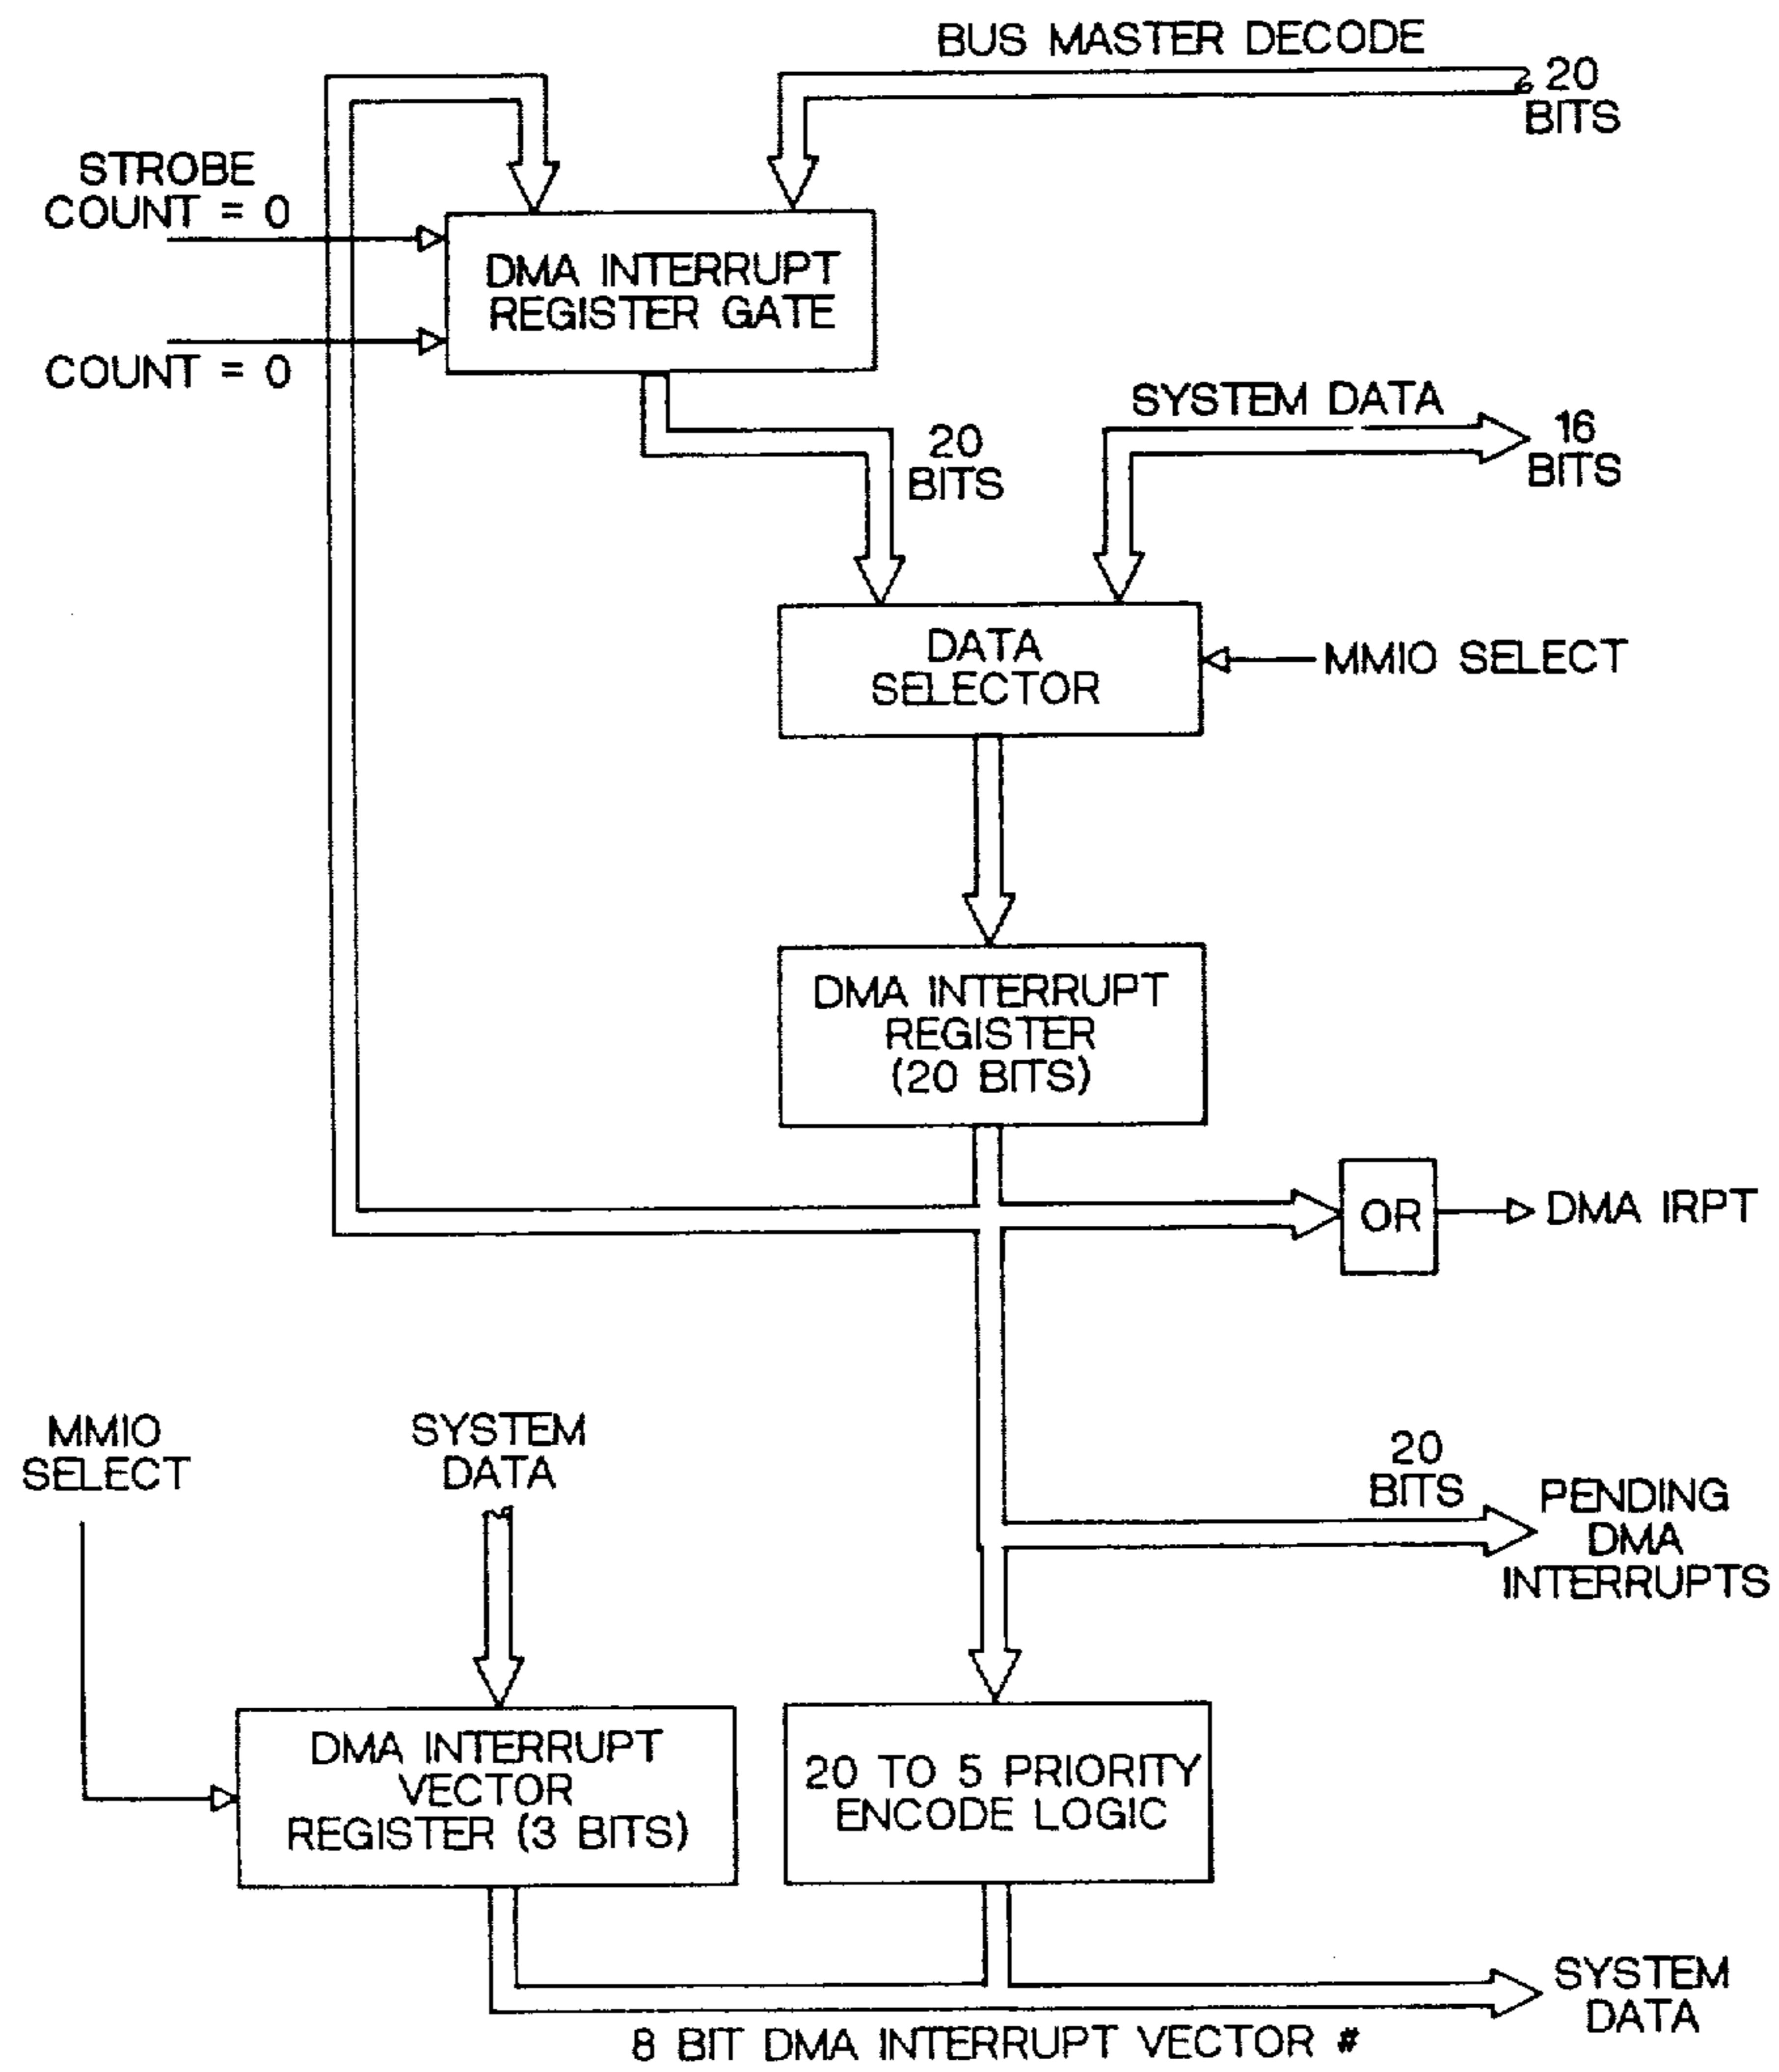 BUS MASTER DECODE
20
BITS
STROBE
COUNT = 0
DMA INTERRUPT
REGISTER GATE
COUNT = 0
20
BITS
SYSTEM DATA
16
BITS
DATA
SELECTOR
MMIO SELECT
DMA INTERRUPT
REGISTER
(20 BITS)
OR
DMA IRPT
MMIO
SELECT
SYSTEM
DATA
20
BITS
PENDING
DMA
INTERRUPTS
DMA INTERRUPT
VECTOR
REGISTER (3 BITS)
20 TO 5 PRIORITY
ENCODE LOGIC
SYSTEM
DATA
8 BIT DMA INTERRUPT VECTOR #